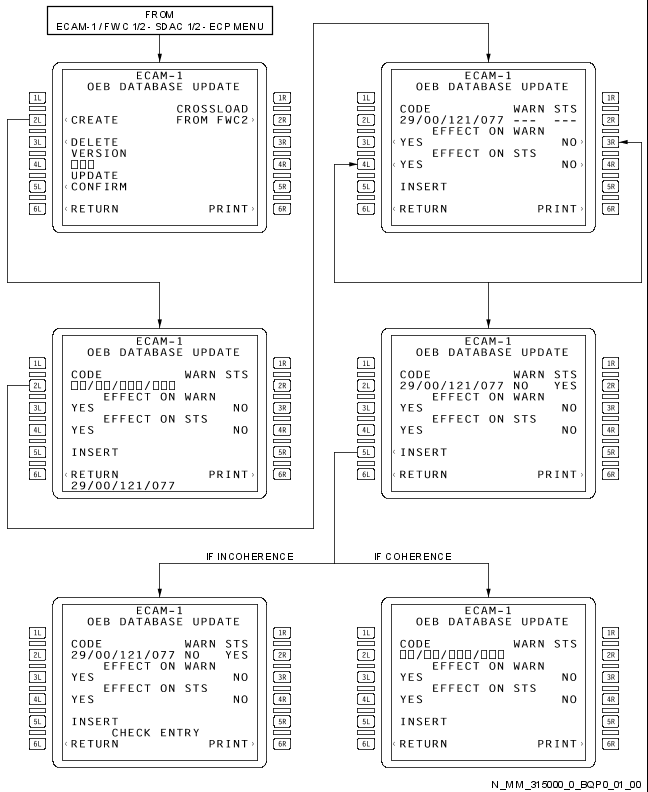 FROM
ECAM-1 / FWC 1/2 - SDAC 1/2 - ECP MENU
ECAM-1
OEB DATABASE UPDATE
CROSSLOAD
‹CREATE FROM FWC2›
‹DELETE
VERSION
□□□
UPDATE
‹CONFIRM
‹RETURN PRINT›
1L
2L
3L
4L
5L
6L
1R
2R
3R
4R
5R
6R
ECAM-1
OEB DATABASE UPDATE
CODE WARN STS
29/00/121/077 --- ---
EFFECT ON WARN
‹YES NO›
EFFECT ON STS
‹YES NO›
INSERT
‹RETURN PRINT›
1L
2L
3L
4L
5L
6L
1R
2R
3R
4R
5R
6R
ECAM-1
OEB DATABASE UPDATE
CODE WARN STS
□□/□□/□□□/□□□
EFFECT ON WARN
YES NO
EFFECT ON STS
YES NO
INSERT
‹RETURN PRINT›
29/00/121/077
1L
2L
3L
4L
5L
6L
1R
2R
3R
4R
5R
6R
ECAM-1
OEB DATABASE UPDATE
CODE WARN STS
29/00/121/077 NO YES
EFFECT ON WARN
YES NO
EFFECT ON STS
YES NO
‹INSERT
‹RETURN PRINT›
1L
2L
3L
4L
5L
6L
1R
2R
3R
4R
5R
6R
IF INCOHERENCE
IF COHERENCE
ECAM-1
OEB DATABASE UPDATE
CODE WARN STS
29/00/121/077 NO YES
EFFECT ON WARN
YES NO
EFFECT ON STS
YES NO
INSERT
CHECK ENTRY
‹RETURN PRINT›
1L
2L
3L
4L
5L
6L
1R
2R
3R
4R
5R
6R
ECAM-1
OEB DATABASE UPDATE
CODE WARN STS
□□/□□/□□□/□□□
EFFECT ON WARN
YES NO
EFFECT ON STS
YES NO
INSERT
‹RETURN PRINT›
1L
2L
3L
4L
5L
6L
1R
2R
3R
4R
5R
6R
N_MM_315000_0_BQP0_01_00